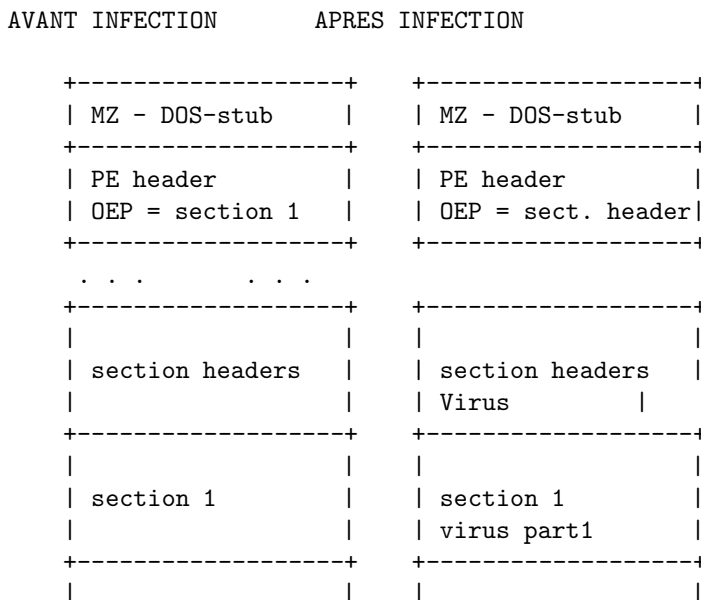 AVANT INFECTION       APRES INFECTION
    +-------------------+    +-------------------+
    | MZ - DOS-stub     |    | MZ - DOS-stub     |
    +-------------------+    +-------------------+
    | PE header         |    | PE header         |
    | OEP = section 1   |    | OEP = sect. header|
    +-------------------+    +-------------------+
     . . .       . . .
    +-------------------+    +-------------------+
    |                   |    |                   |
    | section headers   |    | section headers   |
    |                   |    | Virus         |
    +-------------------+    +-------------------+
    |                   |    |                   |
    | section 1         |    | section 1         |
    |                   |    | virus part1       |
    +-------------------+    +-------------------+
    |                   |    |                   |